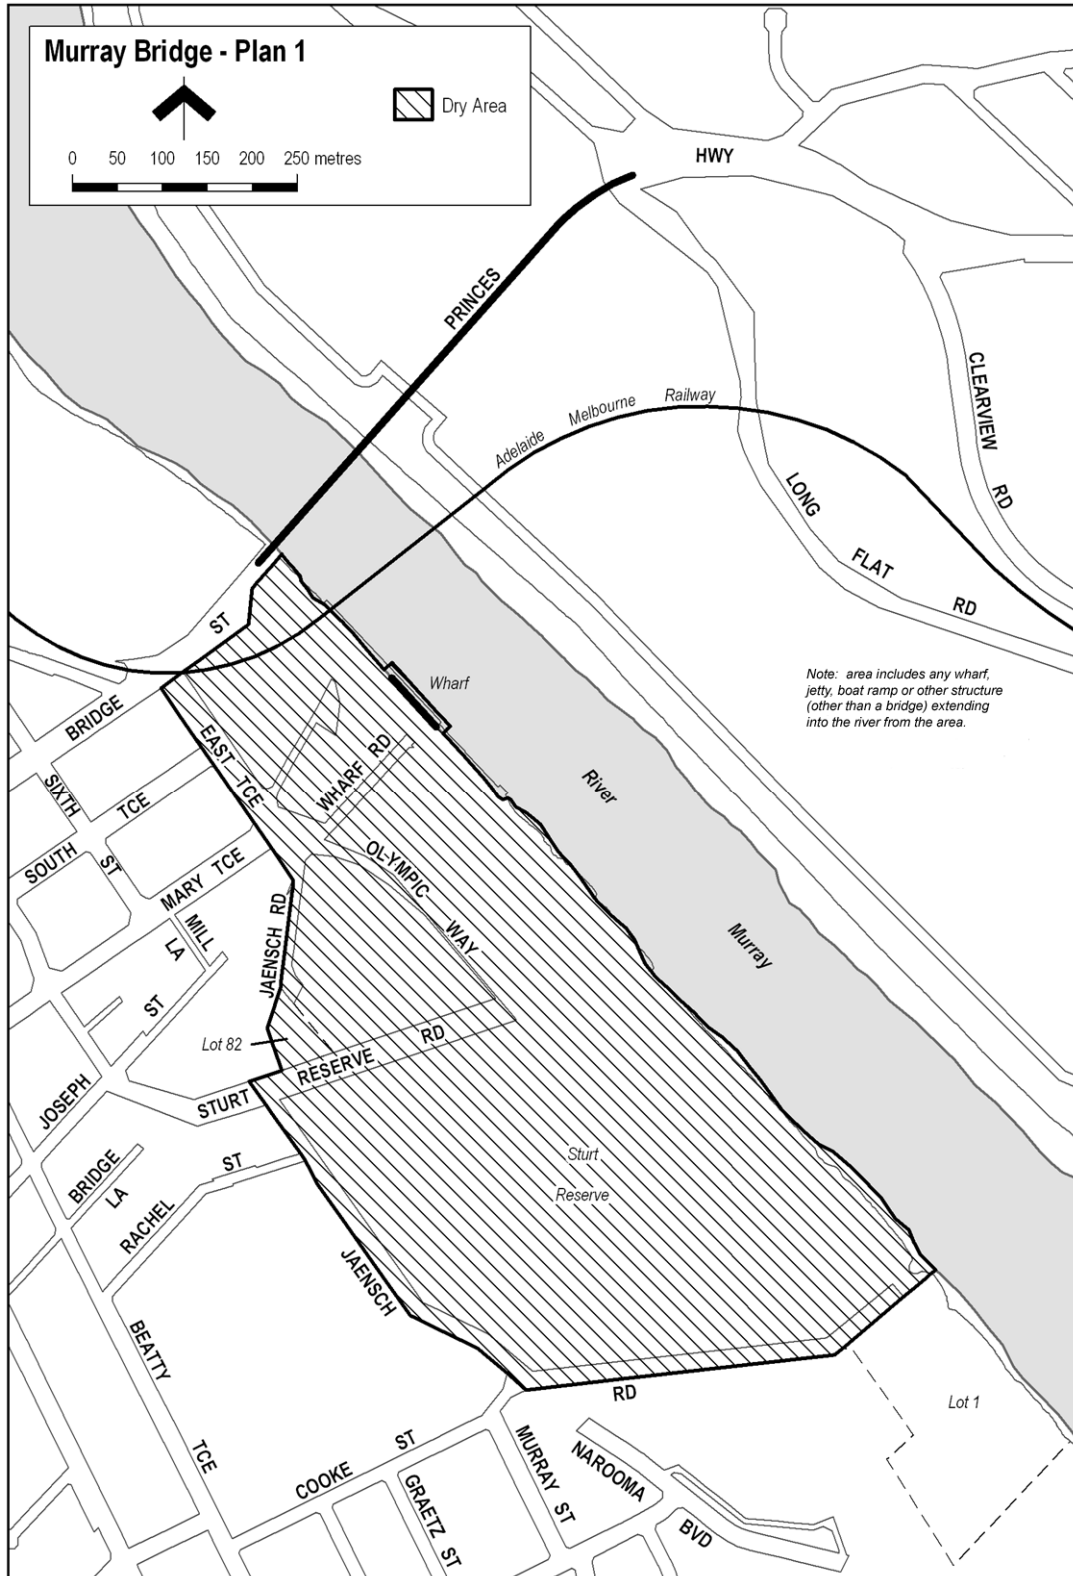 Murray Bridge - Plan 1
Dry Area
0 50 100 150 200 250 metres
HWY
PRINCES
CLEARVIEW
RD
Adelaide Melbourne Railway
LONG
FLAT
RD
ST
BRIDGE
Wharf
Note: area includes any wharf,
jetty, boat ramp or other structure
(other than a bridge) extending
into the river from the area.
EAST TCE
WHARF RD
River
SIXTH
ST
SOUTH
TCE
MARY TCE
OLYMPIC
WAY
MILL
LA
JAENSCH RD
Murray
ST
Lot 82
RESERVE
RD
JOSEPH
STURT
BRIDGE
LA
ST
RACHEL
Sturt
Reserve
JAENSCH
BEATTY
TCE
RD
Lot 1
COOKE
ST
GRAETZ ST
MURRAY ST
NAROOMA
BVD